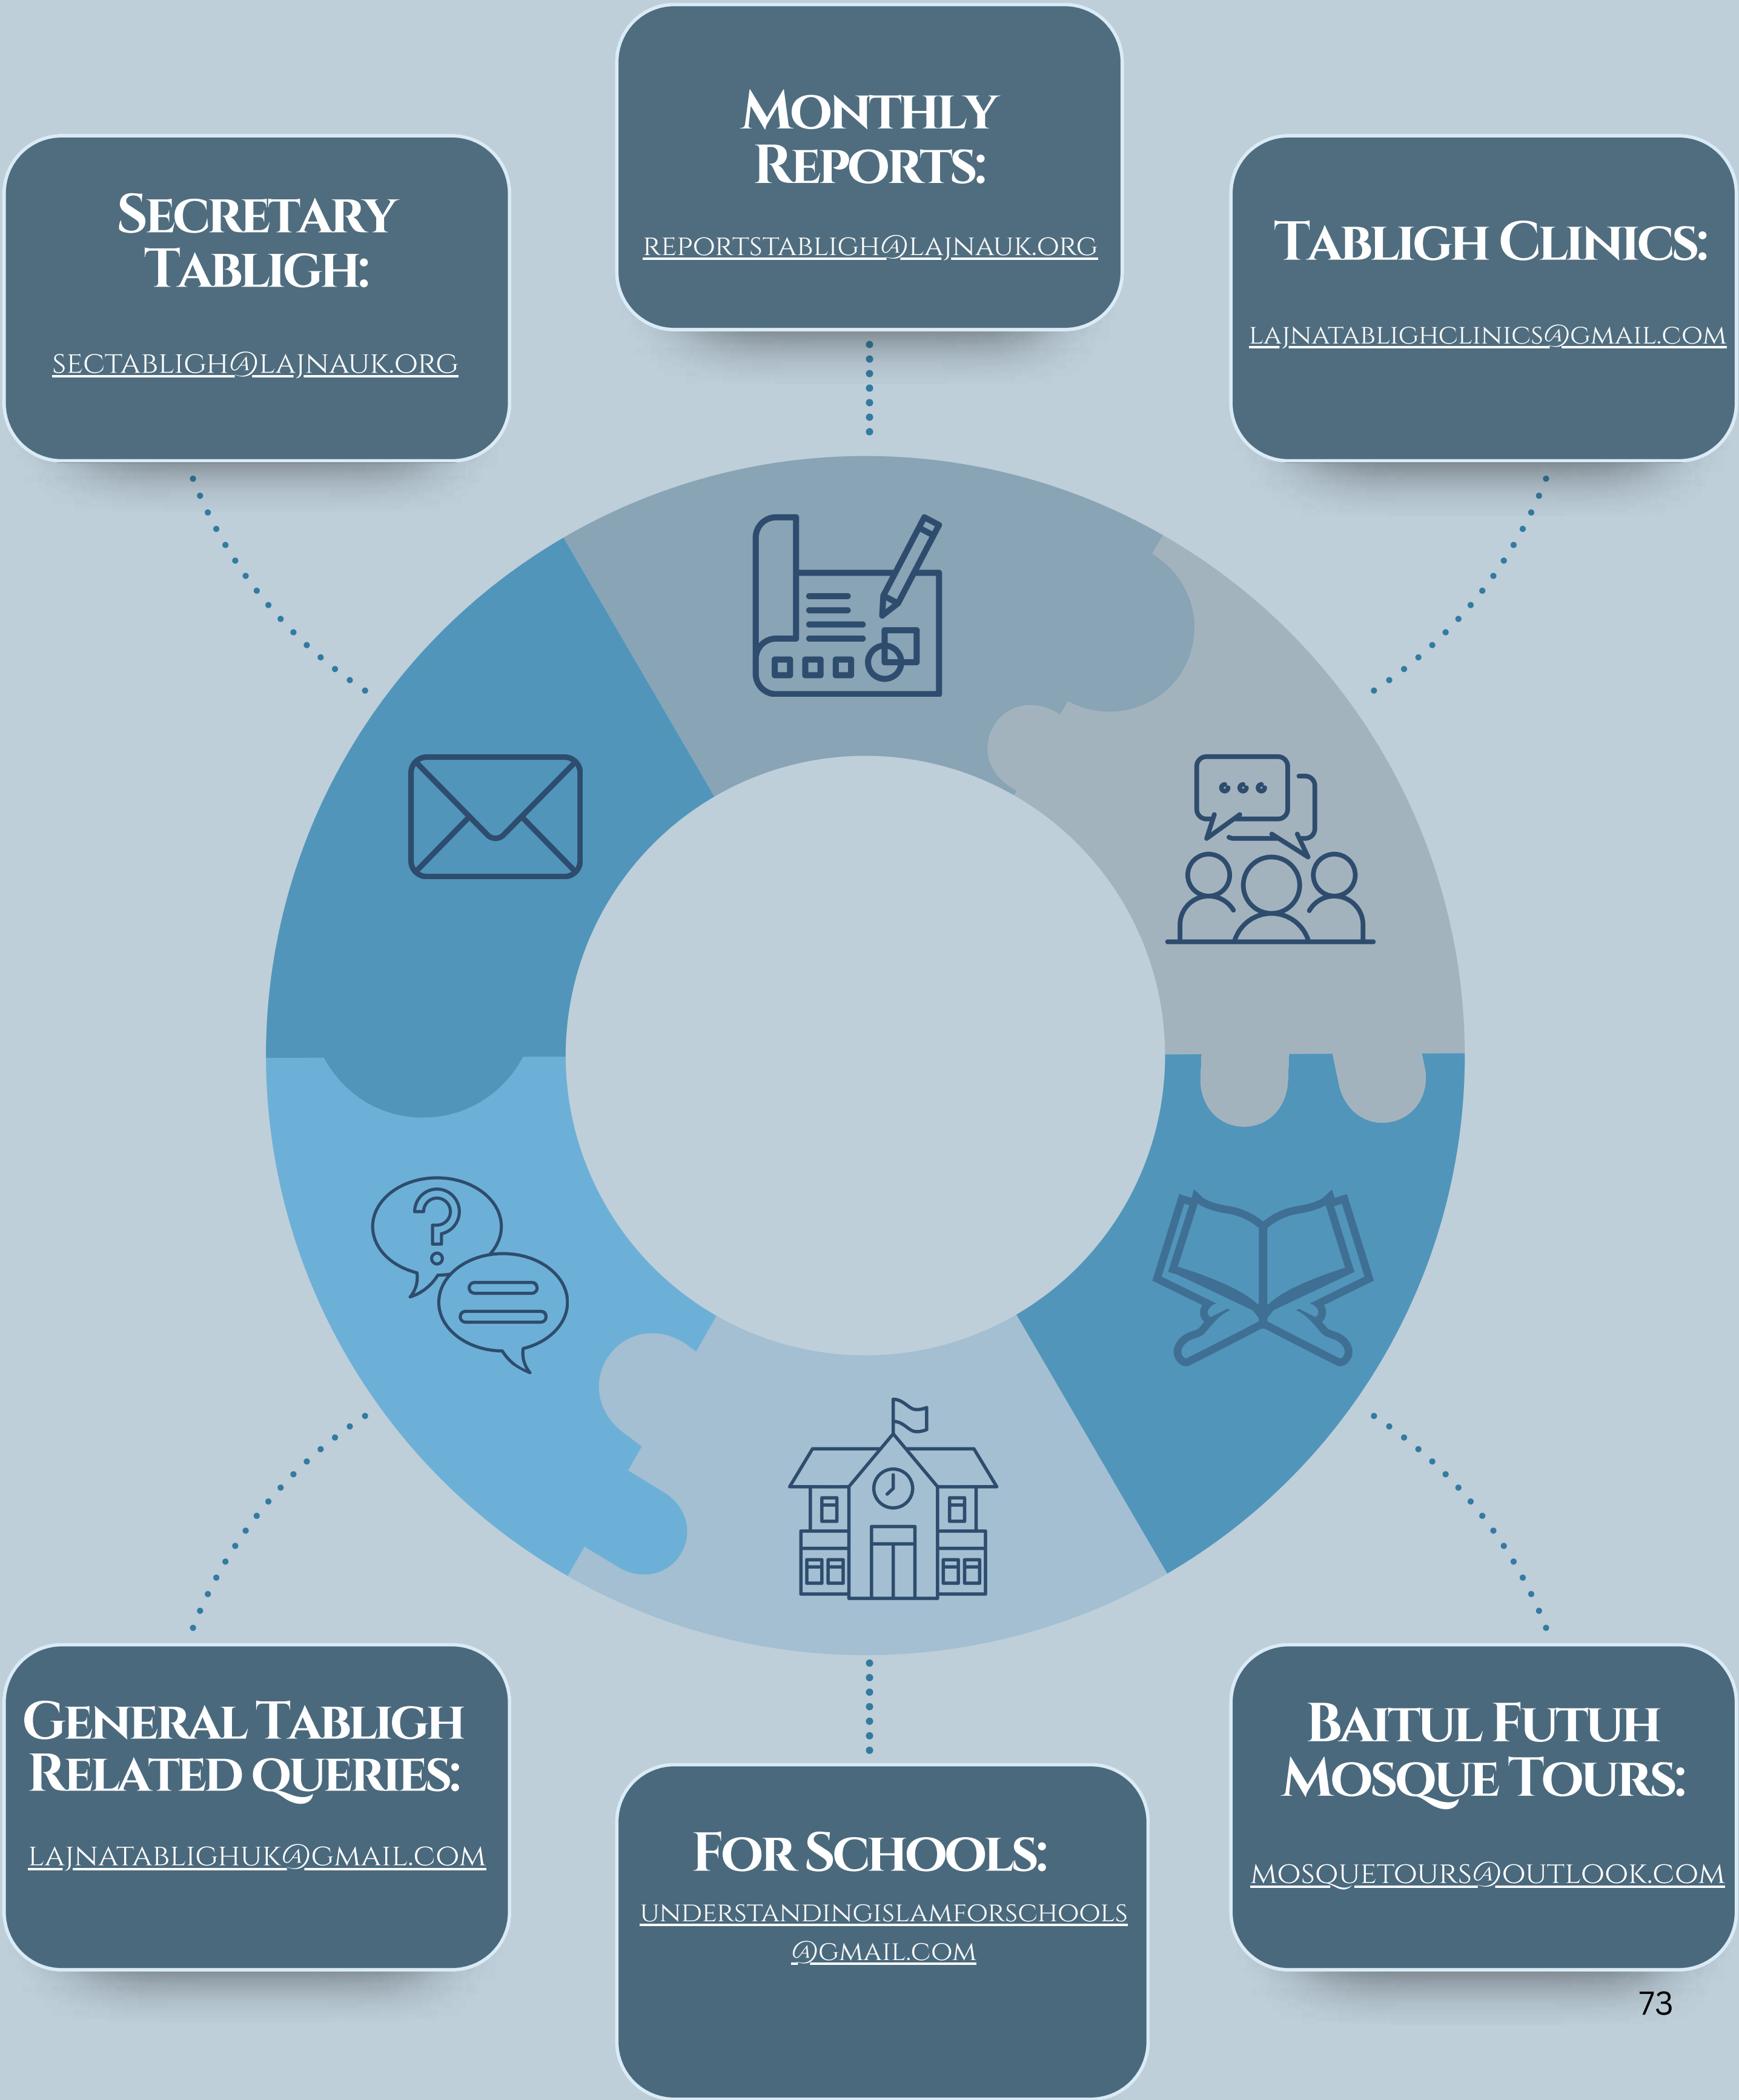 Monthly
Reports:
reportstabligh@lajnauk.org
Secretary
Tabligh:
sectabligh@lajnauk.org
Tabligh Clinics:
lajnatablighclinics@gmail.com
General Tabligh
Related queries:
lajnatablighuk@gmail.com
For Schools:
understandingislamforschools
@gmail.com
Baitul Futuh
Mosque Tours:
mosquetours@outlook.com
73